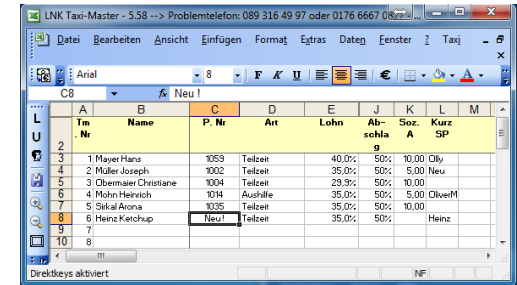 LNK Taxi-Master - 5.58 --> Problemtelefon: 089 316 49 97 oder 0176 6667 08
Datei Bearbeiten Ansicht Einfügen Format Extras Daten Fenster ? Taxi
Arial 8 F K U €
C8 fx Neu !
A B C D E J K L M
2 Tm . Nr Name P. Nr Art Lohn Ab- schla g Soz. A Kurz SP
3 1 Mayer Hans 1059 Teilzeit 40,0% 50% 10,00 Olly
4 2 Müller Joseph 1002 Teilzeit 35,0% 50% 5,00 Neu
5 3 Obermaier Christiane 1004 Teilzeit 29,9% 50% 10,00
6 4 Mohn Heinrich 1014 Aushilfe 35,0% 50% 5,00 OliverM
7 5 Sirkal Arona 1035 Teilzeit 35,0% 50% 10,00
8 6 Heinz Ketchup Neu! Teilzeit 35,0% 50% Heinz
9 7
10 8
L
U
Direktkeys aktiviert NF